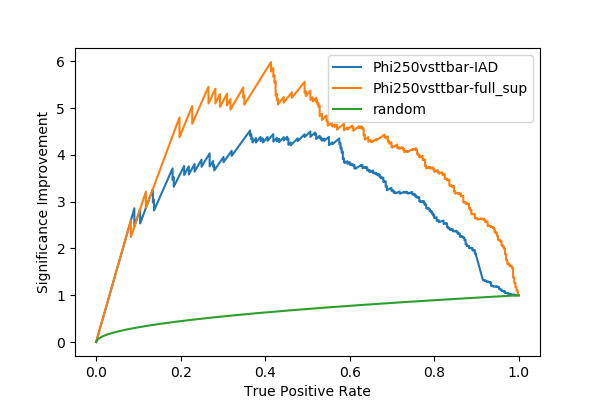 Phi250vsttbar-IAD
Phi250vsttbar-full_sup
random
Significance Improvement
6
5
4
3
2
1
0
0.0 0.2 0.4 0.6 0.8 1.0
True Positive Rate